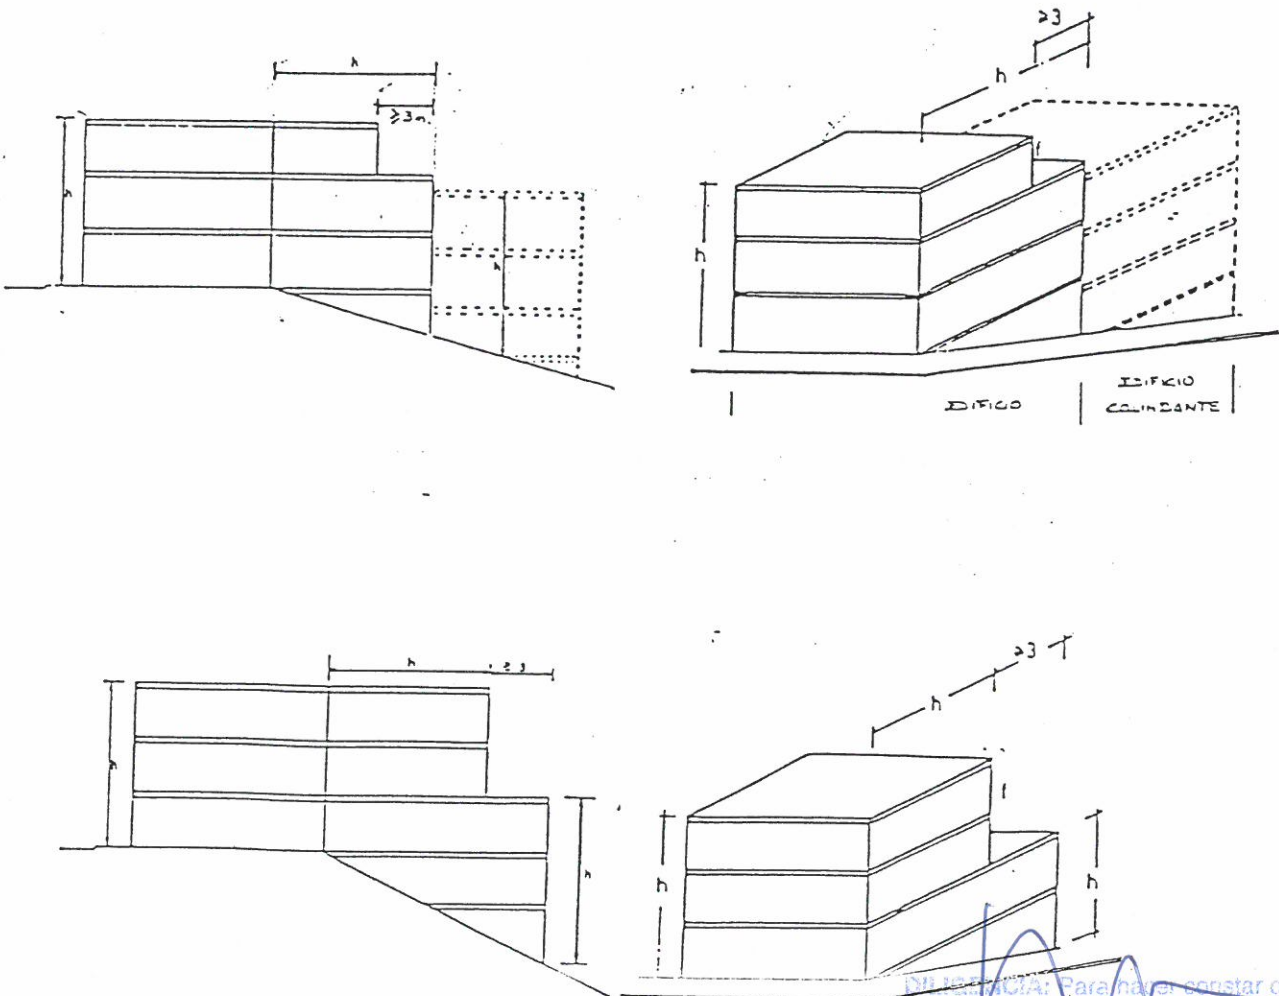 ≥3
h
h
≥3m
h
h
h
EDIFICIO
EDIFICIO
COLINDANTE
≥3
h
≥3
h
h
h
h
h
DILIGENCIA: Para hacer constar